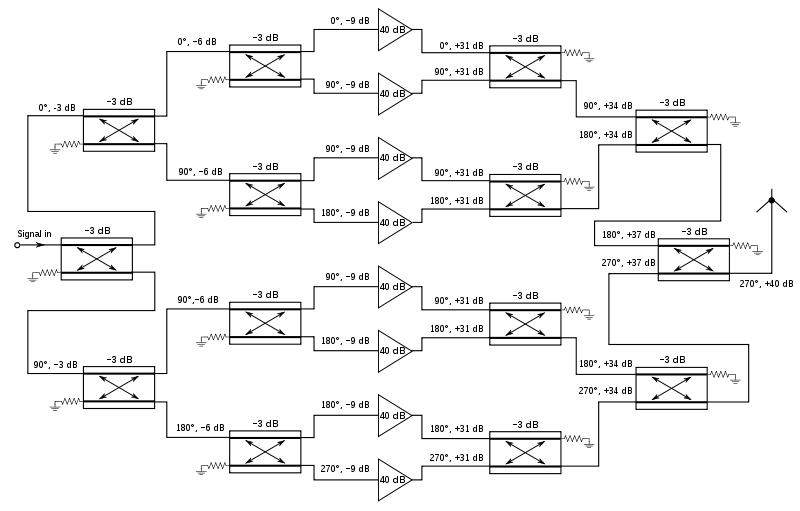 0°, -9 dB
40 dB
-3 dB
0°, -6 dB
0°, +31 dB
-3 dB
90°, -9 dB
90°, +31 dB
40 dB
-3 dB
0°, -3 dB
90°, +34 dB
-3 dB
180°, +34 dB
90°, -9 dB
40 dB
-3 dB
90°, -6 dB
90°, +31 dB
-3 dB
180°, -9 dB
180°, +31 dB
40 dB
Signal in
-3 dB
180°, +37 dB
-3 dB
270°, +37 dB
270°, +40 dB
90°, -9 dB
40 dB
90°,-6 dB
-3 dB
90°, +31 dB
-3 dB
180°, -9 dB
180°, +31 dB
40 dB
90°, -3 dB
-3 dB
180°, +34 dB
-3 dB
270°, +34 dB
180°, -9 dB
40 dB
180°, -6 dB
-3 dB
180°, +31 dB
-3 dB
270°, -9 dB
270°, +31 dB
40 dB